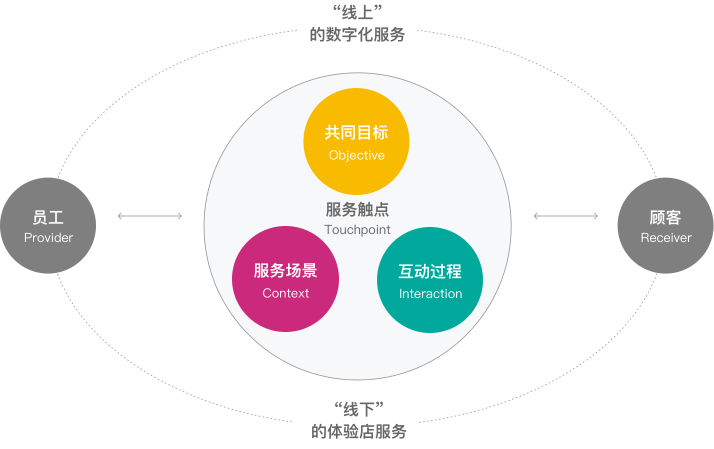 “线上”
的数字化服务
共同目标
Objective
员工
Provider
服务触点
Touchpoint
顾客
Receiver
服务场景
Context
互动过程
Interaction
“线下”
的体验店服务